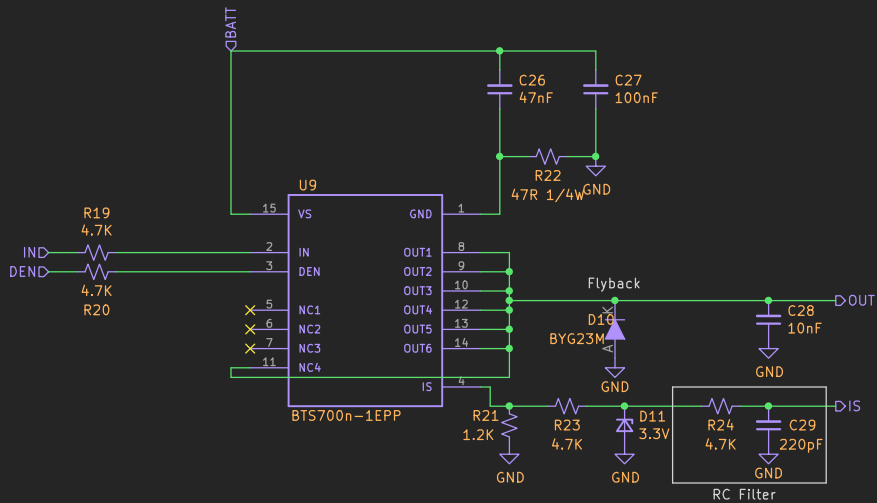 BATT
C26
47nF
C27
100nF
R22
47R 1/4W
GND
U9
R19
4.7K
IN
DEN
4.7K
R20
15 VS
GND 1
2 IN
OUT1 8
3 DEN
OUT2 9
OUT3 10
5 NC1
OUT4 12
6 NC2
OUT5 13
7 NC3
OUT6 14
11 NC4
IS 4
BTS700n-1EPP
Flyback
K
D10
BYG23M
A
GND
OUT
C28
10nF
GND
R21
1.2K
GND
R23
4.7K
D11
3.3V
GND
R24
4.7K
C29
220pF
GND
IS
RC Filter